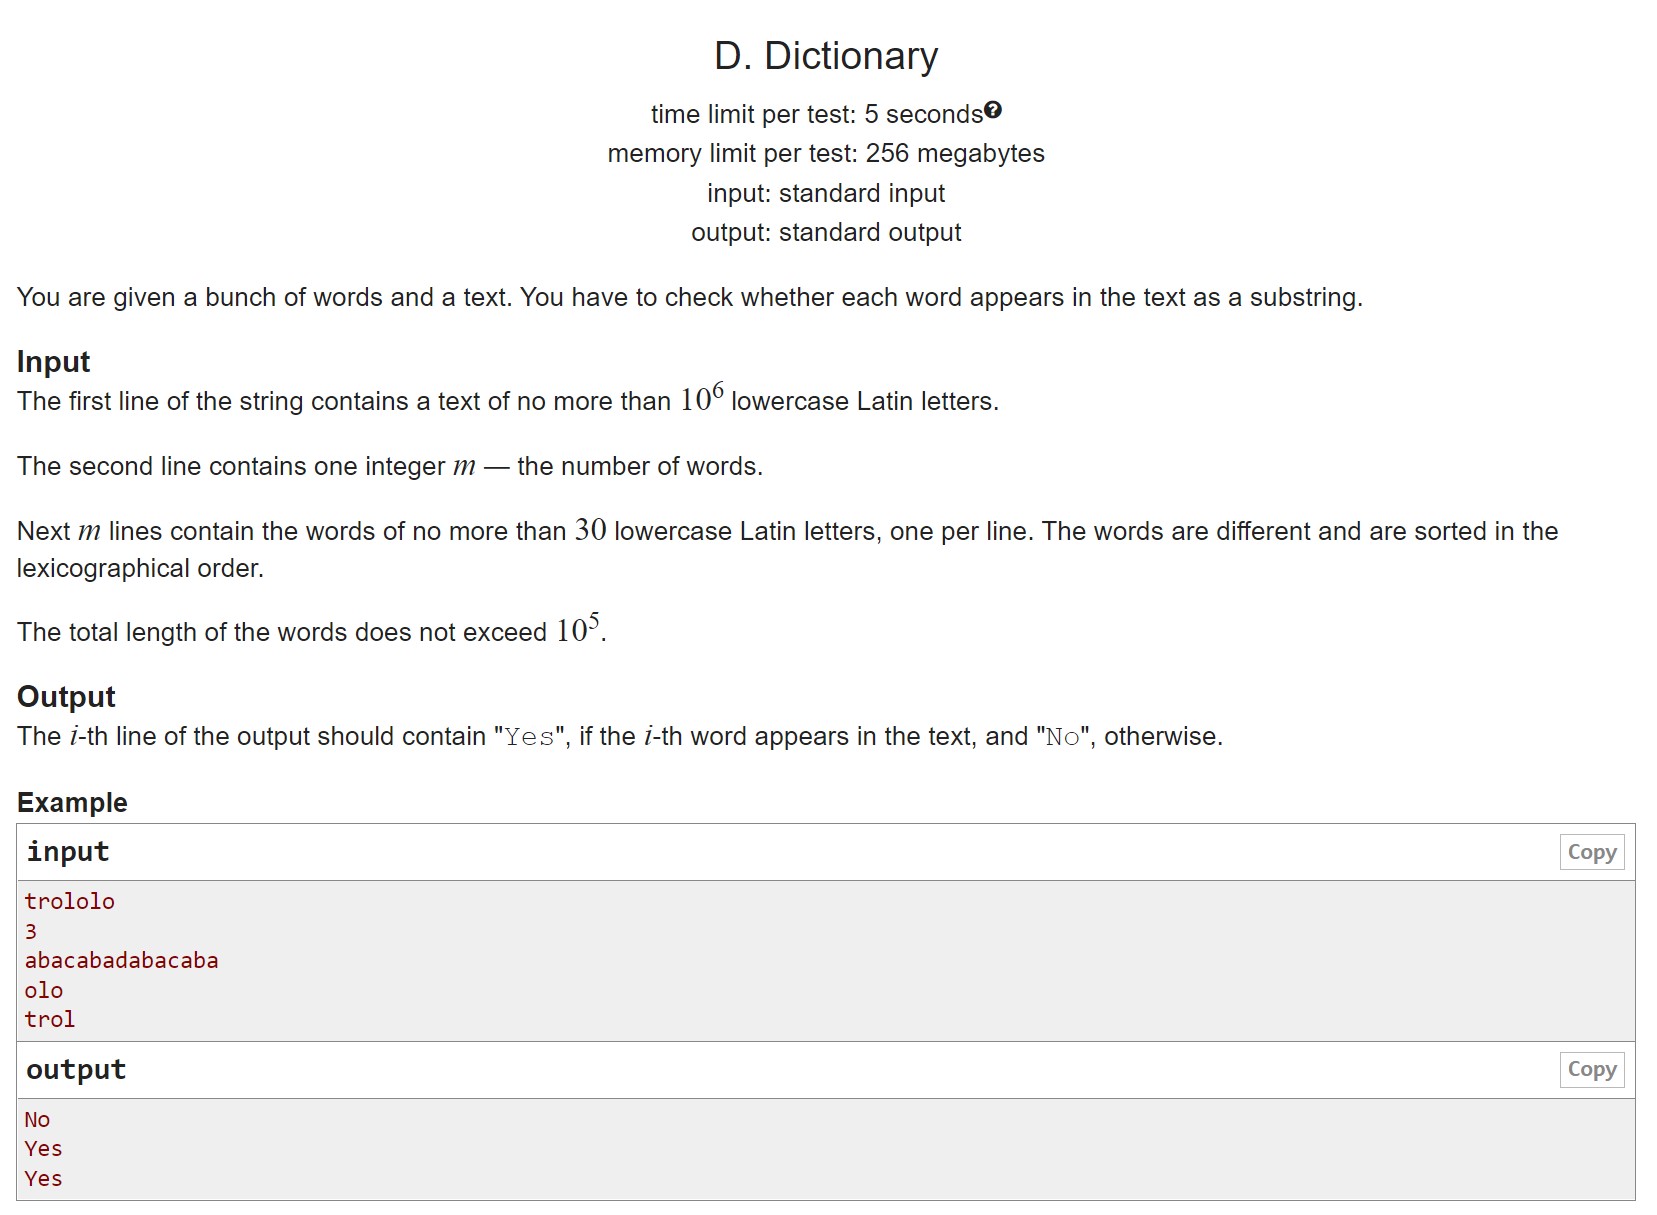 D. Dictionary
time limit per test: 5 seconds
memory limit per test: 256 megabytes
input: standard input
output: standard output
You are given a bunch of words and a text. You have to check whether each word appears in the text as a substring.
Input
The first line of the string contains a text of no more than 10^6 lowercase Latin letters.
The second line contains one integer m — the number of words.
Next m lines contain the words of no more than 30 lowercase Latin letters, one per line. The words are different and are sorted in the
lexicographical order.
The total length of the words does not exceed 10^5.
Output
The i-th line of the output should contain "Yes", if the i-th word appears in the text, and "No", otherwise.
Example
input Copy
trololo
3
abacabadabacaba
olo
trol
output Copy
No
Yes
Yes